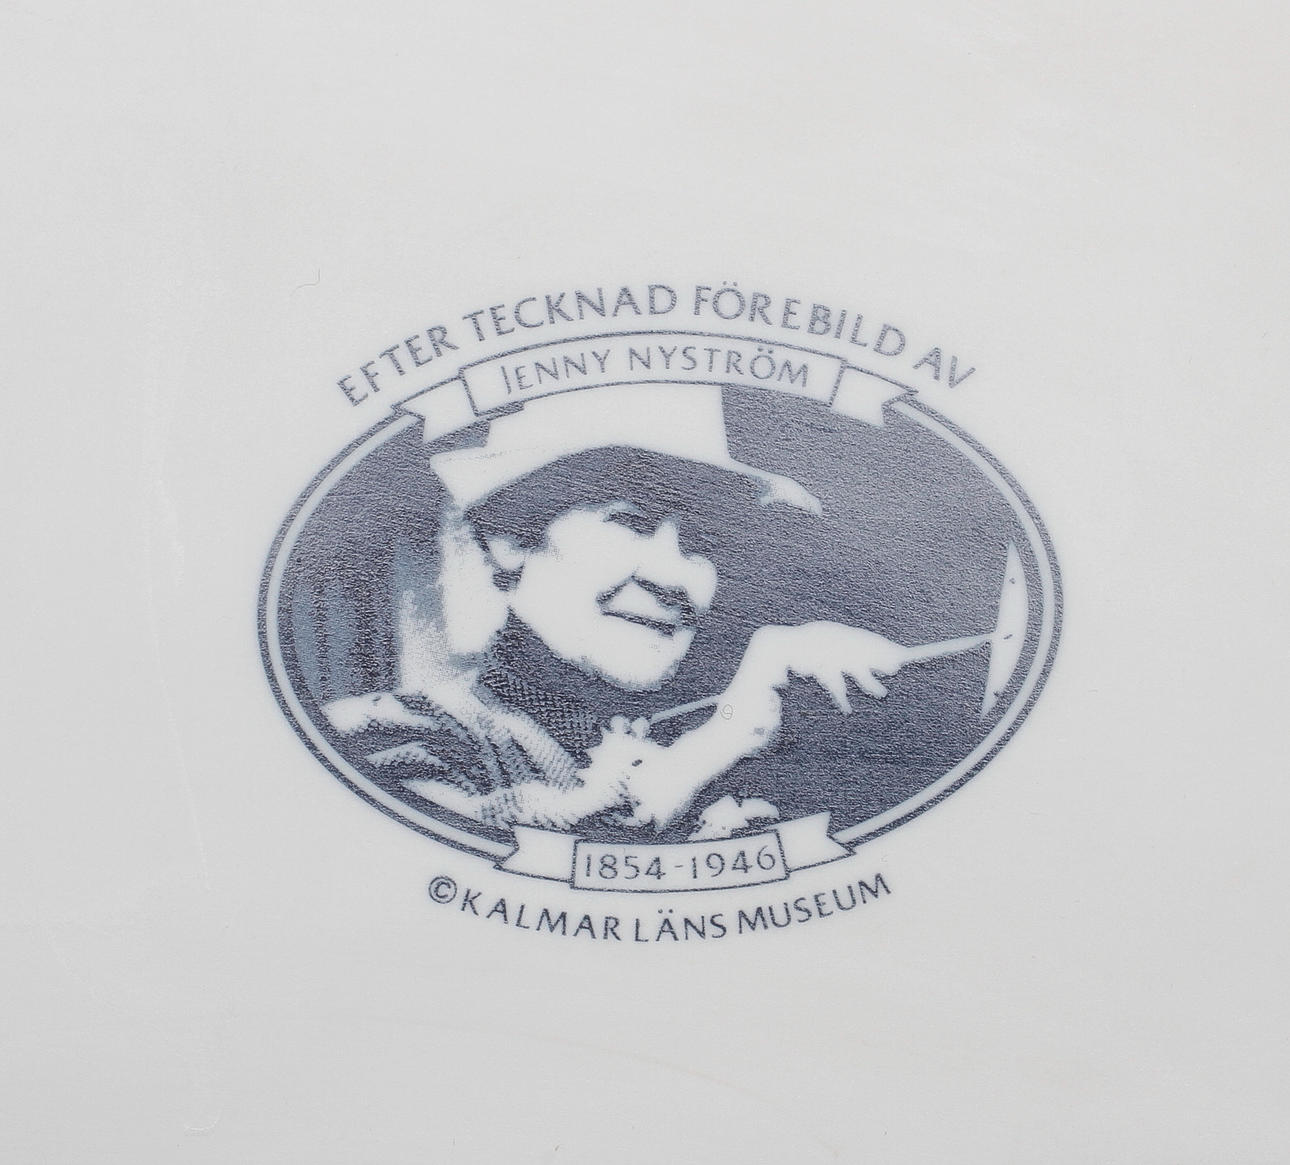 EFTER TECKNAD FÖREBILD AV
JENNY NYSTRÖM
1854-1946
©KALMAR LÄNS MUSEUM